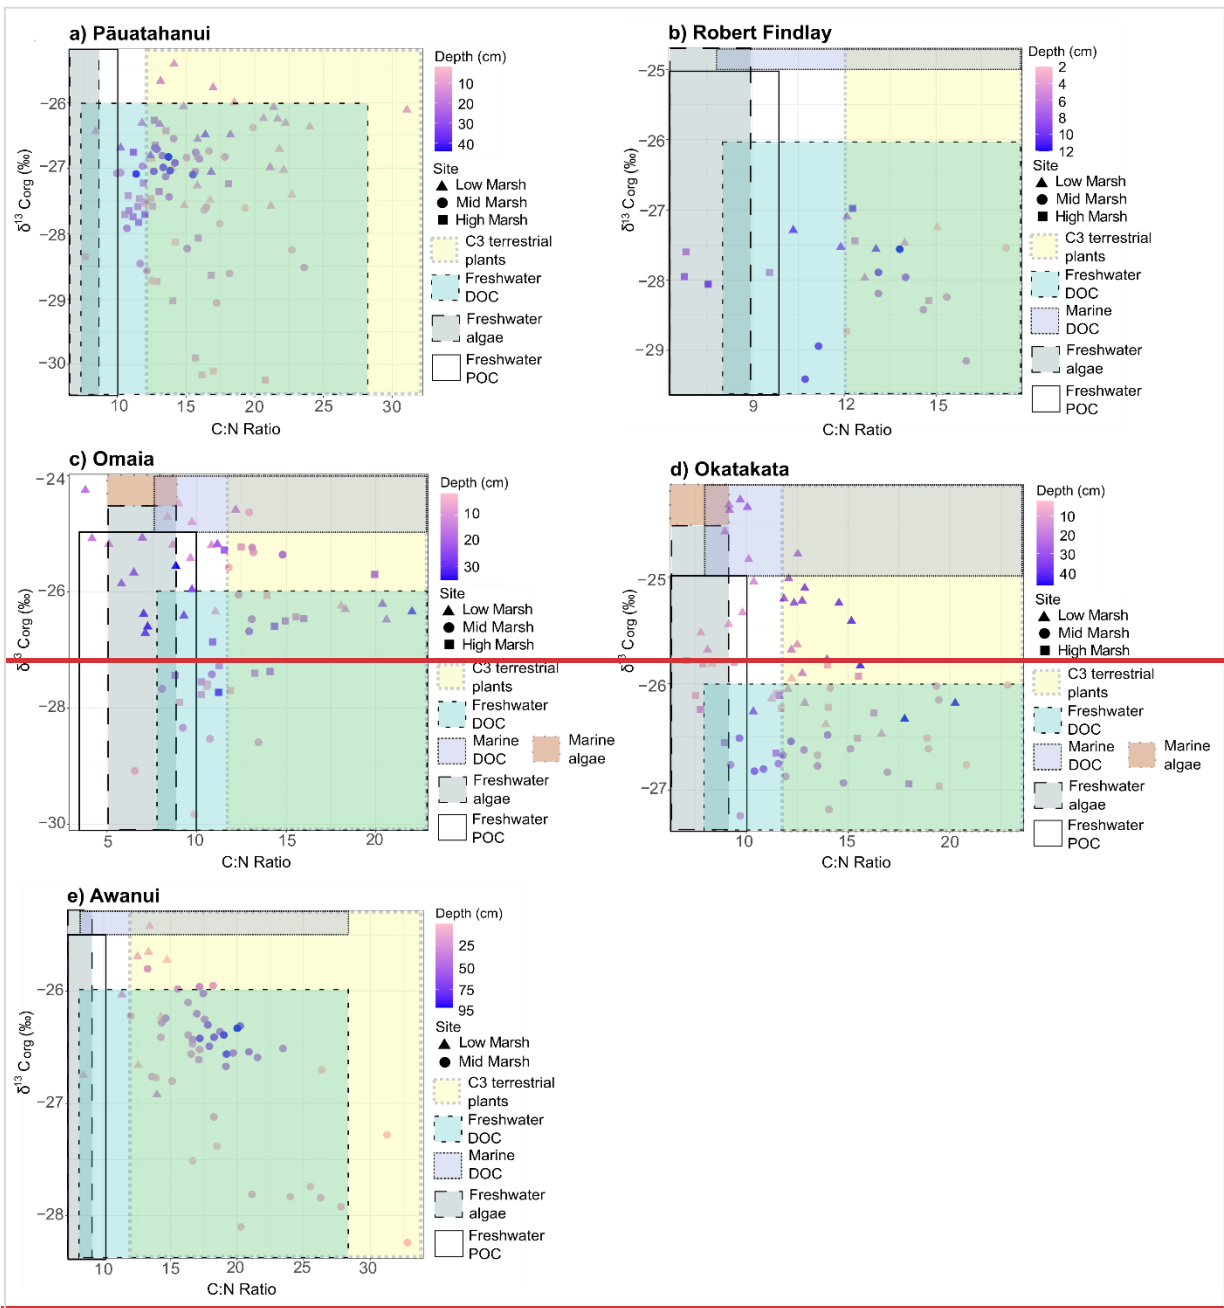 a) Pāuatahanui
−26
−27
−28
−29
−30
δ¹³ Corg (‰)
10
15
20
25
30
C:N Ratio
Depth (cm)
10
20
30
40
Site
Low Marsh
Mid Marsh
High Marsh
C3 terrestrial
plants
Freshwater
DOC
Freshwater
algae
Freshwater
POC
b) Robert Findlay
−25
−26
−27
−28
−29
δ¹³ Corg (‰)
9
12
15
C:N Ratio
Depth (cm)
2
4
6
8
10
12
Site
Low Marsh
Mid Marsh
High Marsh
C3 terrestrial
plants
Freshwater
DOC
Marine
DOC
Freshwater
algae
Freshwater
POC
c) Omaia
−24
−26
−28
−30
Corg (‰)
5
10
15
20
C:N Ratio
Depth (cm)
10
20
30
Site
Low Marsh
Mid Marsh
High Marsh
C3 terrestrial
plants
Freshwater
DOC
Marine
DOC
Marine
algae
Freshwater
algae
Freshwater
POC
d) Okatakata
−25
−26
−27
Corg (‰)
10
15
20
C:N Ratio
Depth (cm)
10
20
30
40
Site
Low Marsh
Mid Marsh
High Marsh
C3 terrestrial
plants
Freshwater
DOC
Marine
DOC
Marine
algae
Freshwater
algae
Freshwater
POC
e) Awanui
−26
−27
−28
δ¹³ Corg (‰)
10
15
20
25
30
C:N Ratio
Depth (cm)
25
50
75
95
Site
Low Marsh
Mid Marsh
C3 terrestrial
plants
Freshwater
DOC
Marine
DOC
Freshwater
algae
Freshwater
POC